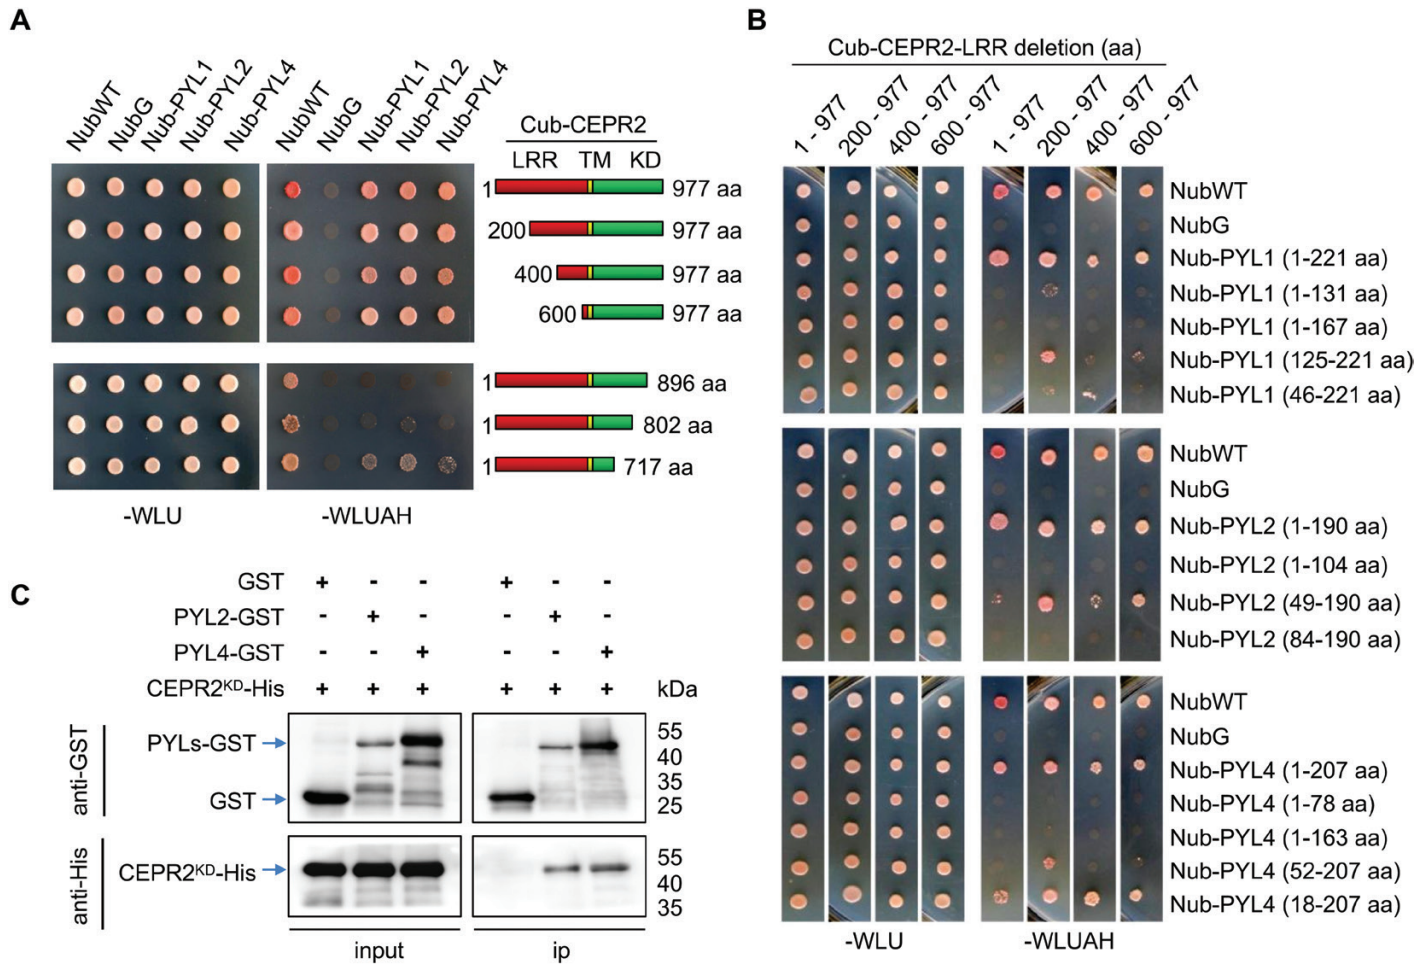 A
NubWT NubG Nub-PYL1 Nub-PYL2 Nub-PYL4 NubWT NubG Nub-PYL1 Nub-PYL2 Nub-PYL4
Cub-CEPR2
LRR TM KD
1 977 aa
200 977 aa
400 977 aa
600 977 aa
1 896 aa
1 802 aa
1 717 aa
-WLU -WLUAH
B
Cub-CEPR2-LRR deletion (aa)
1 - 977 200 - 977 400 - 977 600 - 977 1 - 977 200 - 977 400 - 977 600 - 977
NubWT
NubG
Nub-PYL1 (1-221 aa)
Nub-PYL1 (1-131 aa)
Nub-PYL1 (1-167 aa)
Nub-PYL1 (125-221 aa)
Nub-PYL1 (46-221 aa)
NubWT
NubG
Nub-PYL2 (1-190 aa)
Nub-PYL2 (1-104 aa)
Nub-PYL2 (49-190 aa)
Nub-PYL2 (84-190 aa)
NubWT
NubG
Nub-PYL4 (1-207 aa)
Nub-PYL4 (1-78 aa)
Nub-PYL4 (1-163 aa)
Nub-PYL4 (52-207 aa)
Nub-PYL4 (18-207 aa)
-WLU -WLUAH
C
GST + - - + - -
PYL2-GST - + - - + -
PYL4-GST - - + - - +
CEPR2KD-His + + + + + + kDa
anti-GST
PYLs-GST
GST
55
40
35
25
anti-His
CEPR2KD-His
55
40
35
input ip